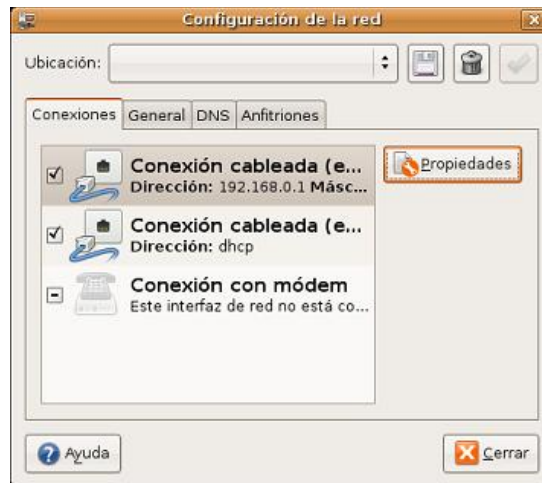 Configuración de la red
Ubicación:
Conexiones General DNS Anfitriones
Conexión cableada (e...
Dirección: 192.168.0.1 Másc...
Propiedades
Conexión cableada (e...
Dirección: dhcp
Conexión con módem
Este interfaz de red no está co...
Ayuda
Cerrar